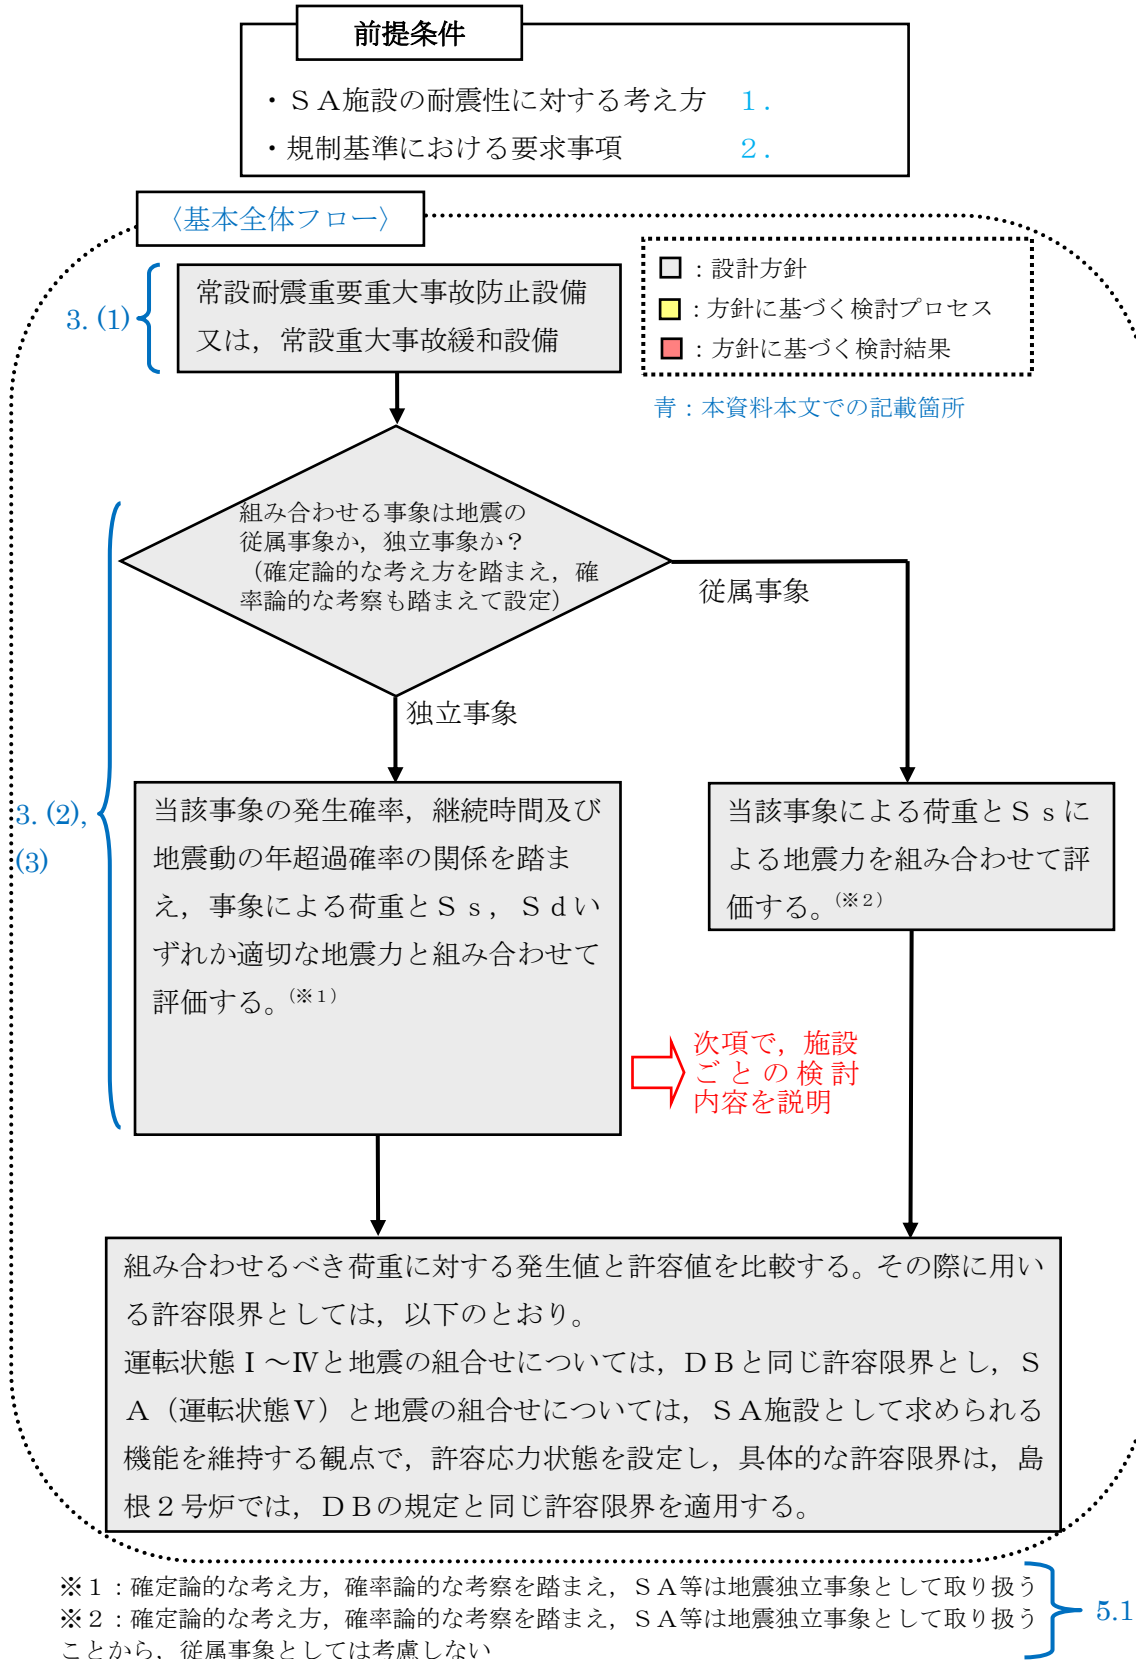 前提条件
・ＳＡ施設の耐震性に対する考え方　１．
・規制基準における要求事項　２．
〈基本全体フロー〉
3. (1)
常設耐震重要重大事故防止設備
又は，常設重大事故緩和設備
：設計方針
：方針に基づく検討プロセス
：方針に基づく検討結果
青：本資料本文での記載箇所
組み合わせる事象は地震の
従属事象か，独立事象か？
（確定論的な考え方を踏まえ，確
率論的な考察も踏まえて設定）
従属事象
独立事象
3. (2),
(3)
当該事象の発生確率，継続時間及び
地震動の年超過確率の関係を踏ま
え，事象による荷重とＳｓ，Ｓｄい
ずれか適切な地震力と組み合わせて
評価する。(※１)
当該事象による荷重とＳｓに
よる地震力を組み合わせて評
価する。(※２)
次項で，施設
ごとの検討
内容を説明
組み合わせるべき荷重に対する発生値と許容値を比較する。その際に用い
る許容限界としては，以下のとおり。
運転状態Ⅰ～Ⅳと地震の組合せについては，ＤＢと同じ許容限界とし，Ｓ
Ａ（運転状態Ⅴ）と地震の組合せについては，ＳＡ施設として求められる
機能を維持する観点で，許容応力状態を設定し，具体的な許容限界は，島
根２号炉では，ＤＢの規定と同じ許容限界を適用する。
※１：確定論的な考え方，確率論的な考察を踏まえ，ＳＡ等は地震独立事象として取り扱う
※２：確定論的な考え方，確率論的な考察を踏まえ，ＳＡ等は地震独立事象として取り扱う
ことから，従属事象としては考慮しない
5.1